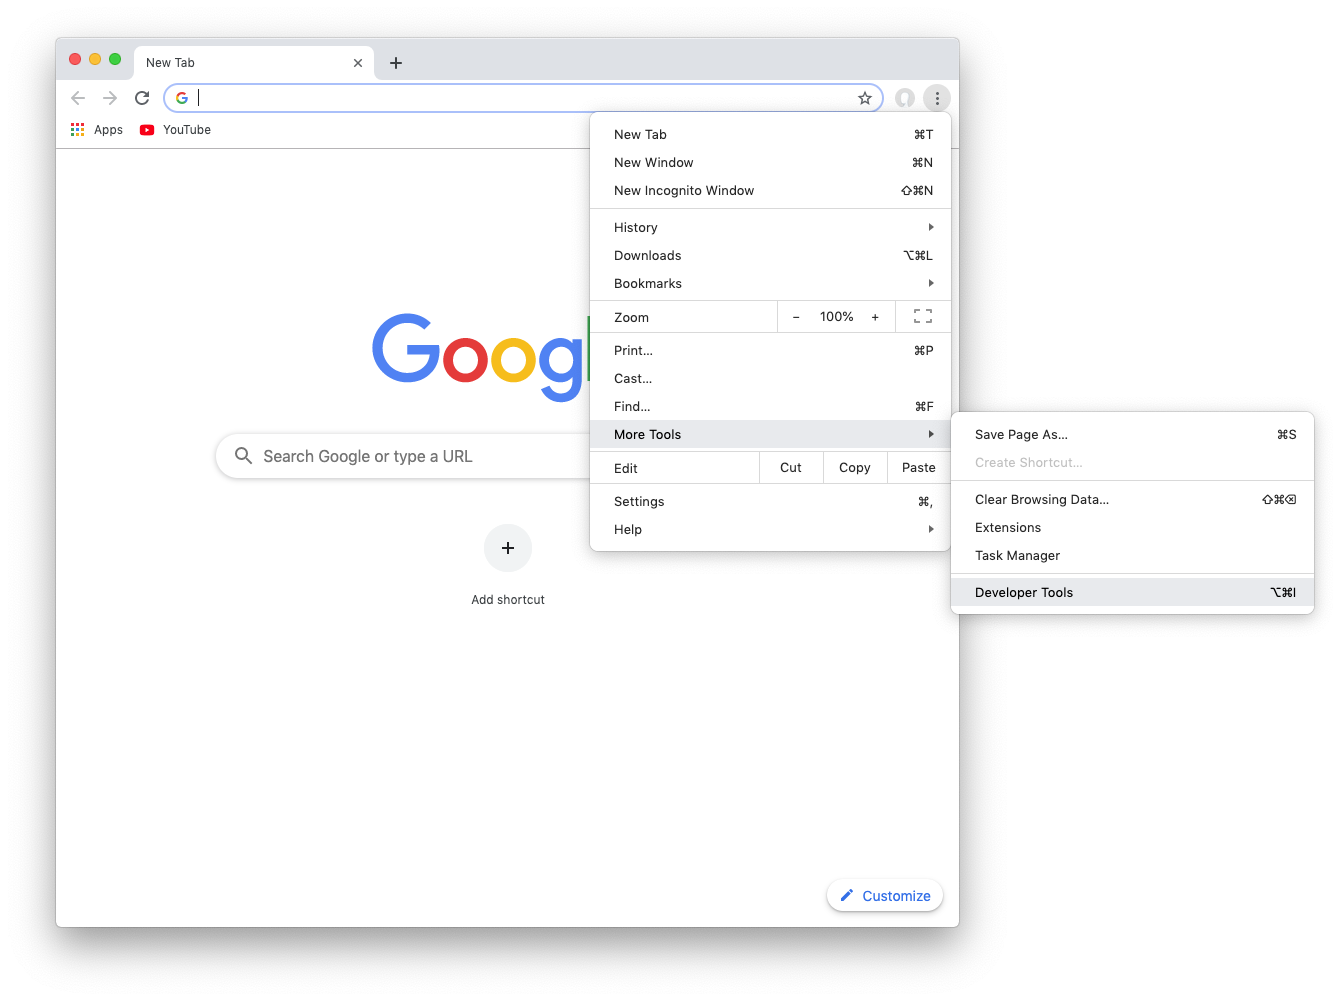 New Tab
Apps
YouTube
New Tab ⌘T
New Window ⌘N
New Incognito Window ⇧⌘N
History
Downloads ⌥⌘L
Bookmarks
Zoom - 100% +
Print... ⌘P
Cast...
Find... ⌘F
More Tools
Edit Cut Copy Paste
Settings ⌘,
Help
Save Page As... ⌘S
Create Shortcut...
Clear Browsing Data... ⇧⌘⌫
Extensions
Task Manager
Developer Tools ⌥⌘I
Googl
Search Google or type a URL
Add shortcut
Customize